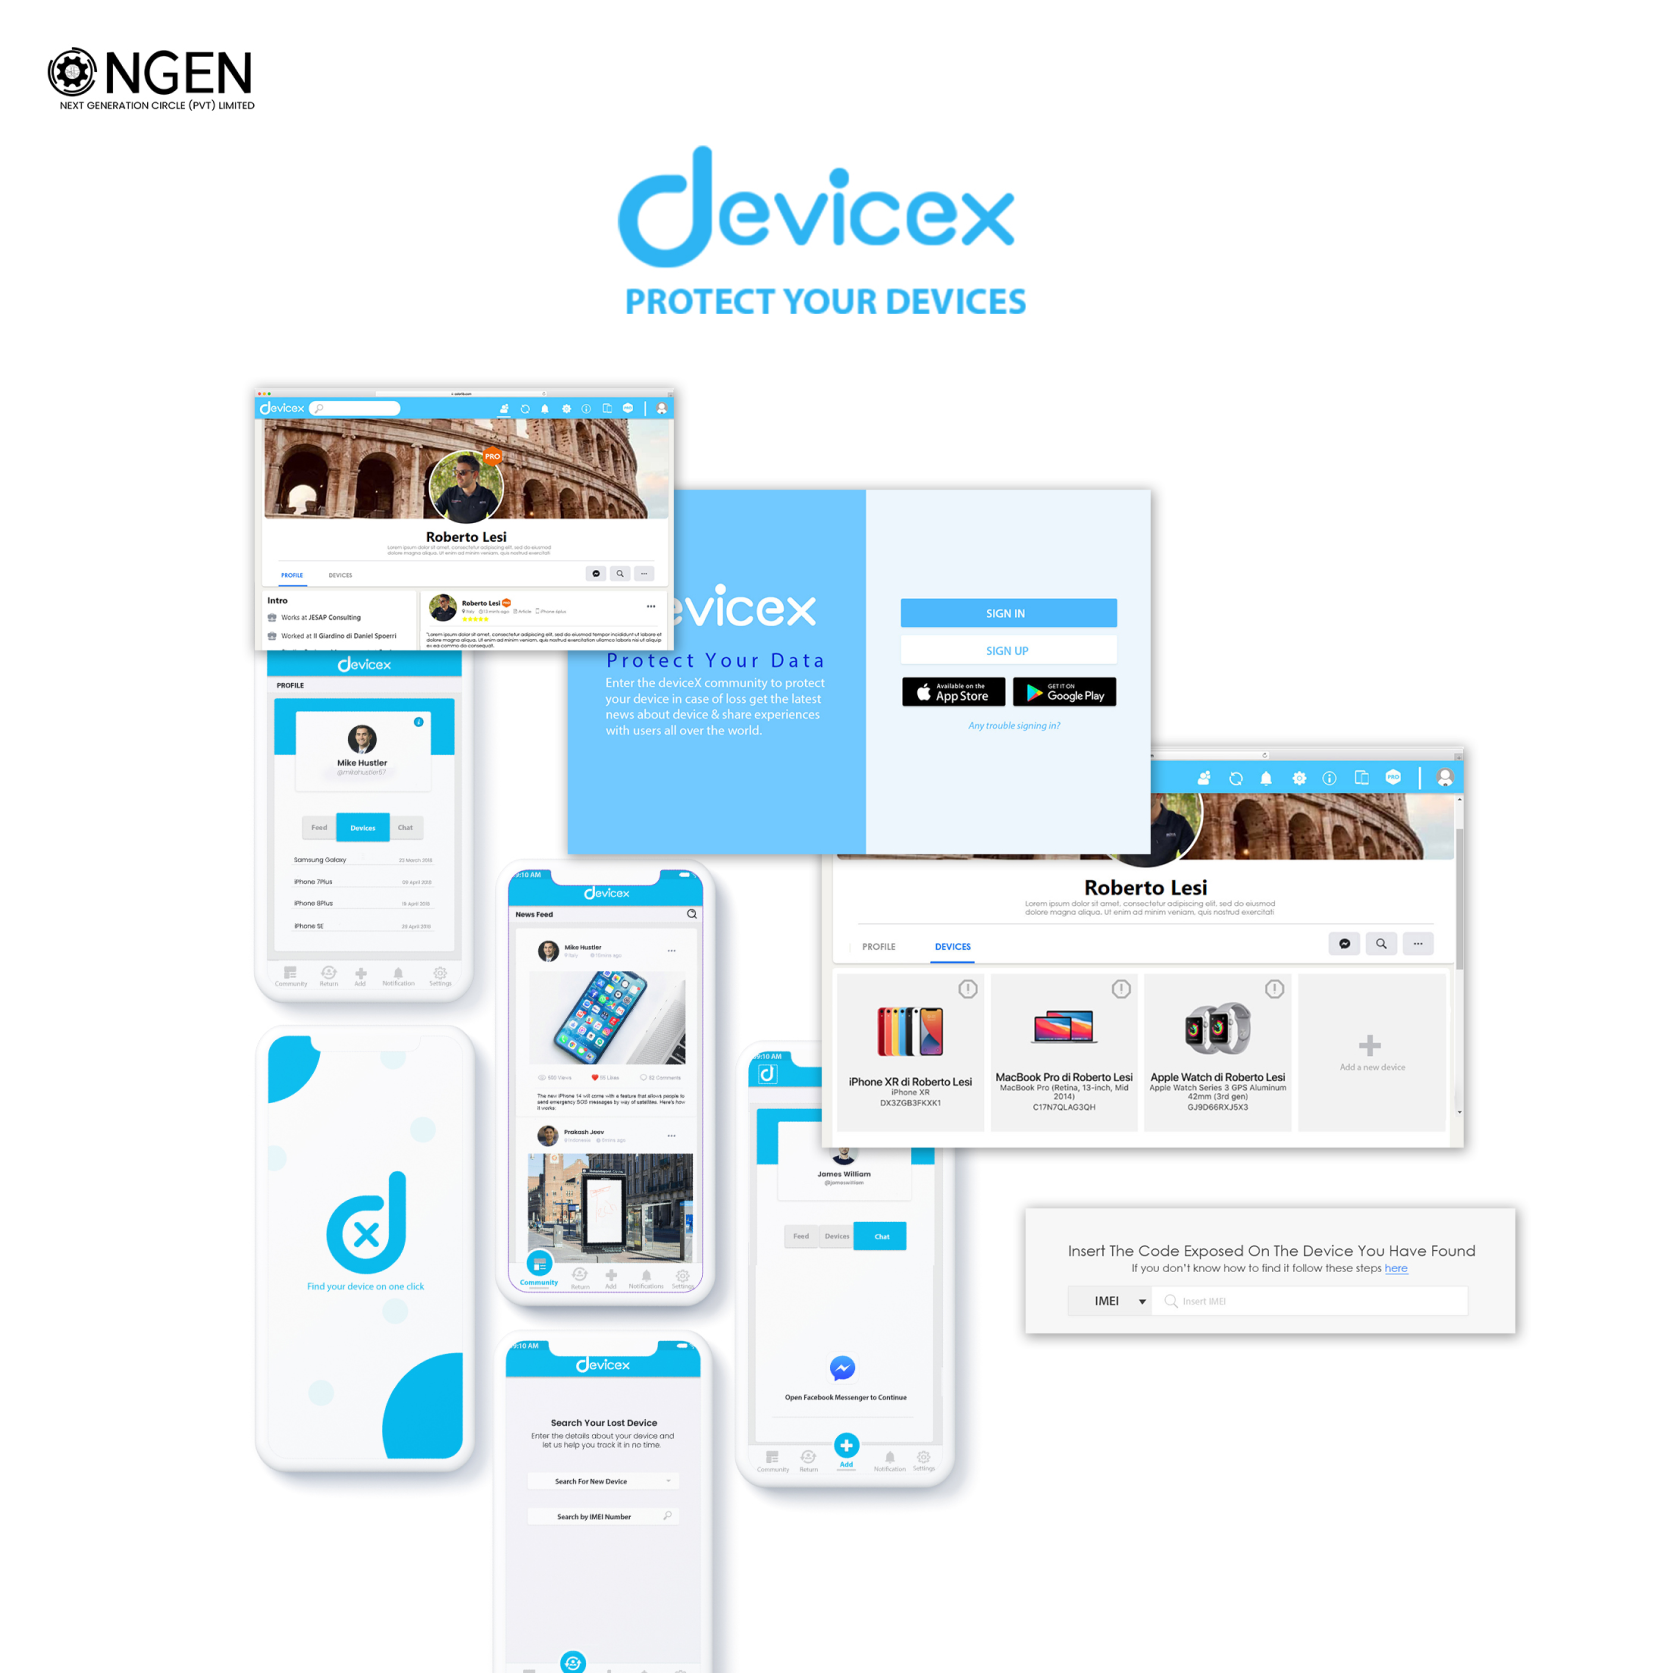 NGEN
NEXT GENERATION CIRCLE (PVT) LIMITED
devicex
PROTECT YOUR DEVICES
devicex
PRO
Roberto Lesi
Lorem ipsum dolor sit amet, consectetur adipiscing elit, sed do eiusmod
dolore magna aliqua. Ut enim ad minim veniam, quis nostrud exercitati
PROFILE
DEVICES
Intro
Works at JESAP Consulting
Worked at Il Giardino di Daniel Spoerri
Roberto Lesi
"Lorem ipsum dolor sit amet, consectetur adipiscing elit, sed do eiusmod tempor incididunt ut labore et
dolore magna aliqua. Ut enim ad minim veniam, quis nostrud exercitation ullamco laboris nisi ut aliquip
ex ea commodo consequat.
evicex
Protect Your Data
Enter the deviceX community to protect
your device in case of loss get the latest
news about device & share experiences
with users all over the world.
SIGN IN
SIGN UP
Available on the
App Store
GET IT ON
Google Play
Any trouble signing in?
devicex
PROFILE
Mike Hustler
@mikehustler67
Feed
Devices
Chat
Samsung Galaxy
23 March 2018
iPhone 7Plus
iPhone 8Plus
iPhone SE
Community
Return
Add
Notification
Settings
PRO
Roberto Lesi
Lorem ipsum dolor sit amet, consectetur adipiscing elit, sed do eiusmod
dolore magna aliqua. Ut enim ad minim veniam, quis nostrud exercitati
PROFILE
DEVICES
iPhone XR di Roberto Lesi
iPhone XR
DX3ZGB3FKXK1
MacBook Pro di Roberto Lesi
MacBook Pro (Retina, 13-inch, Mid
2014)
C17N7QLAG3QH
Apple Watch di Roberto Lesi
Apple Watch Series 3 GPS Aluminum
42mm (3rd gen)
GJ9D66RXJ5X3
Add a new device
9:10 AM
devicex
News Feed
Mike Hustler
Italy
15mins ago
Views
Likes
Comments
The new iPhone 14 will come with a feature that allows people to
send emergency SOS messages by way of satellites. Here's how
it works:
Prakash Joev
Community
Return
Add
Notifications
Settings
Find your device on one click
9:10 AM
James William
@jameswilliam
Feed
Devices
Chat
Open Facebook Messenger to Continue
Community
Return
Add
Notification
Settings
Insert The Code Exposed On The Device You Have Found
If you don't know how to find it follow these steps here
IMEI
Insert IMEI
9:10 AM
devicex
Search Your Lost Device
Enter the details about your device and
let us help you track it in no time.
Search For New Device
Search by IMEI Number